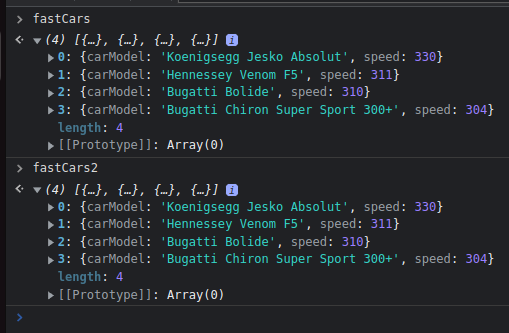 fastCars
(4) [{…}, {…}, {…}, {…}] i
0: {carModel: 'Koenigsegg Jesko Absolut', speed: 330}
1: {carModel: 'Hennessey Venom F5', speed: 311}
2: {carModel: 'Bugatti Bolide', speed: 310}
3: {carModel: 'Bugatti Chiron Super Sport 300+', speed: 304}
length: 4
[[Prototype]]: Array(0)
fastCars2
(4) [{…}, {…}, {…}, {…}] i
0: {carModel: 'Koenigsegg Jesko Absolut', speed: 330}
1: {carModel: 'Hennessey Venom F5', speed: 311}
2: {carModel: 'Bugatti Bolide', speed: 310}
3: {carModel: 'Bugatti Chiron Super Sport 300+', speed: 304}
length: 4
[[Prototype]]: Array(0)